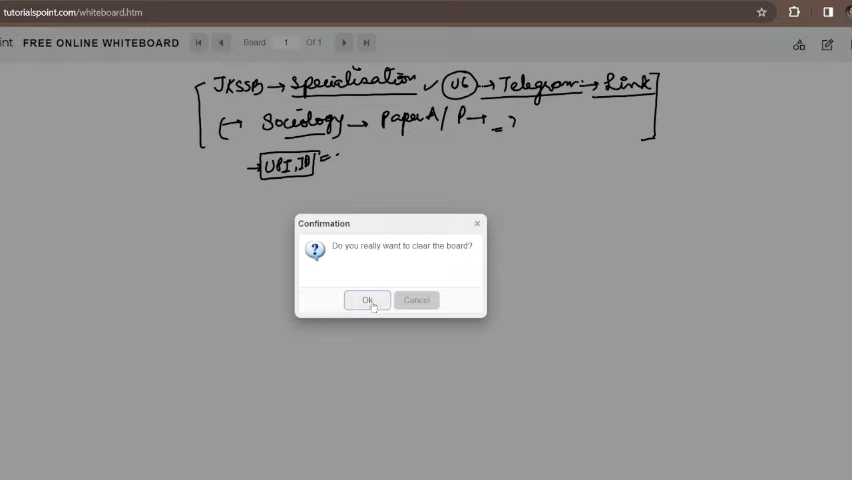 tutorialspoint.com/whiteboard.htm
int FREE ONLINE WHITEBOARD Board 1 Of 1
JKSSB → Specialisation ✓ UG → Telegram → Link
(→ Sociology → Paper A / P → = ?
→ UPI, ID =
Confirmation
Do you really want to clear the board?
Ok Cancel